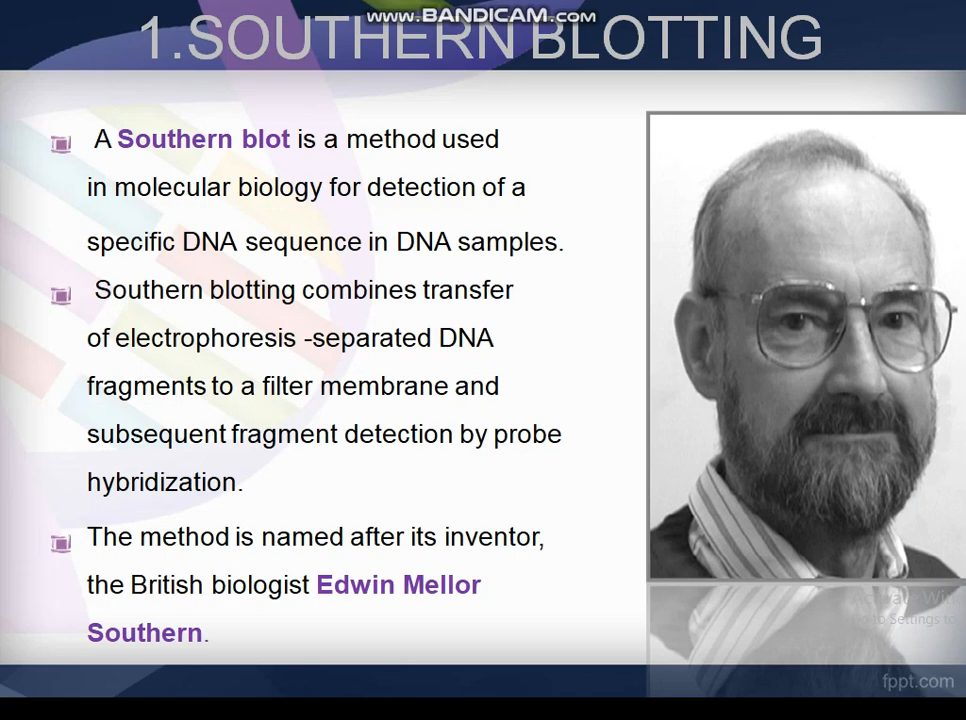 www.BANDICAM.com
1.SOUTHERN BLOTTING
A Southern blot is a method used
in molecular biology for detection of a
specific DNA sequence in DNA samples.
Southern blotting combines transfer
of electrophoresis -separated DNA
fragments to a filter membrane and
subsequent fragment detection by probe
hybridization.
The method is named after its inventor,
the British biologist Edwin Mellor
Southern.
to Settings to
fppt.com